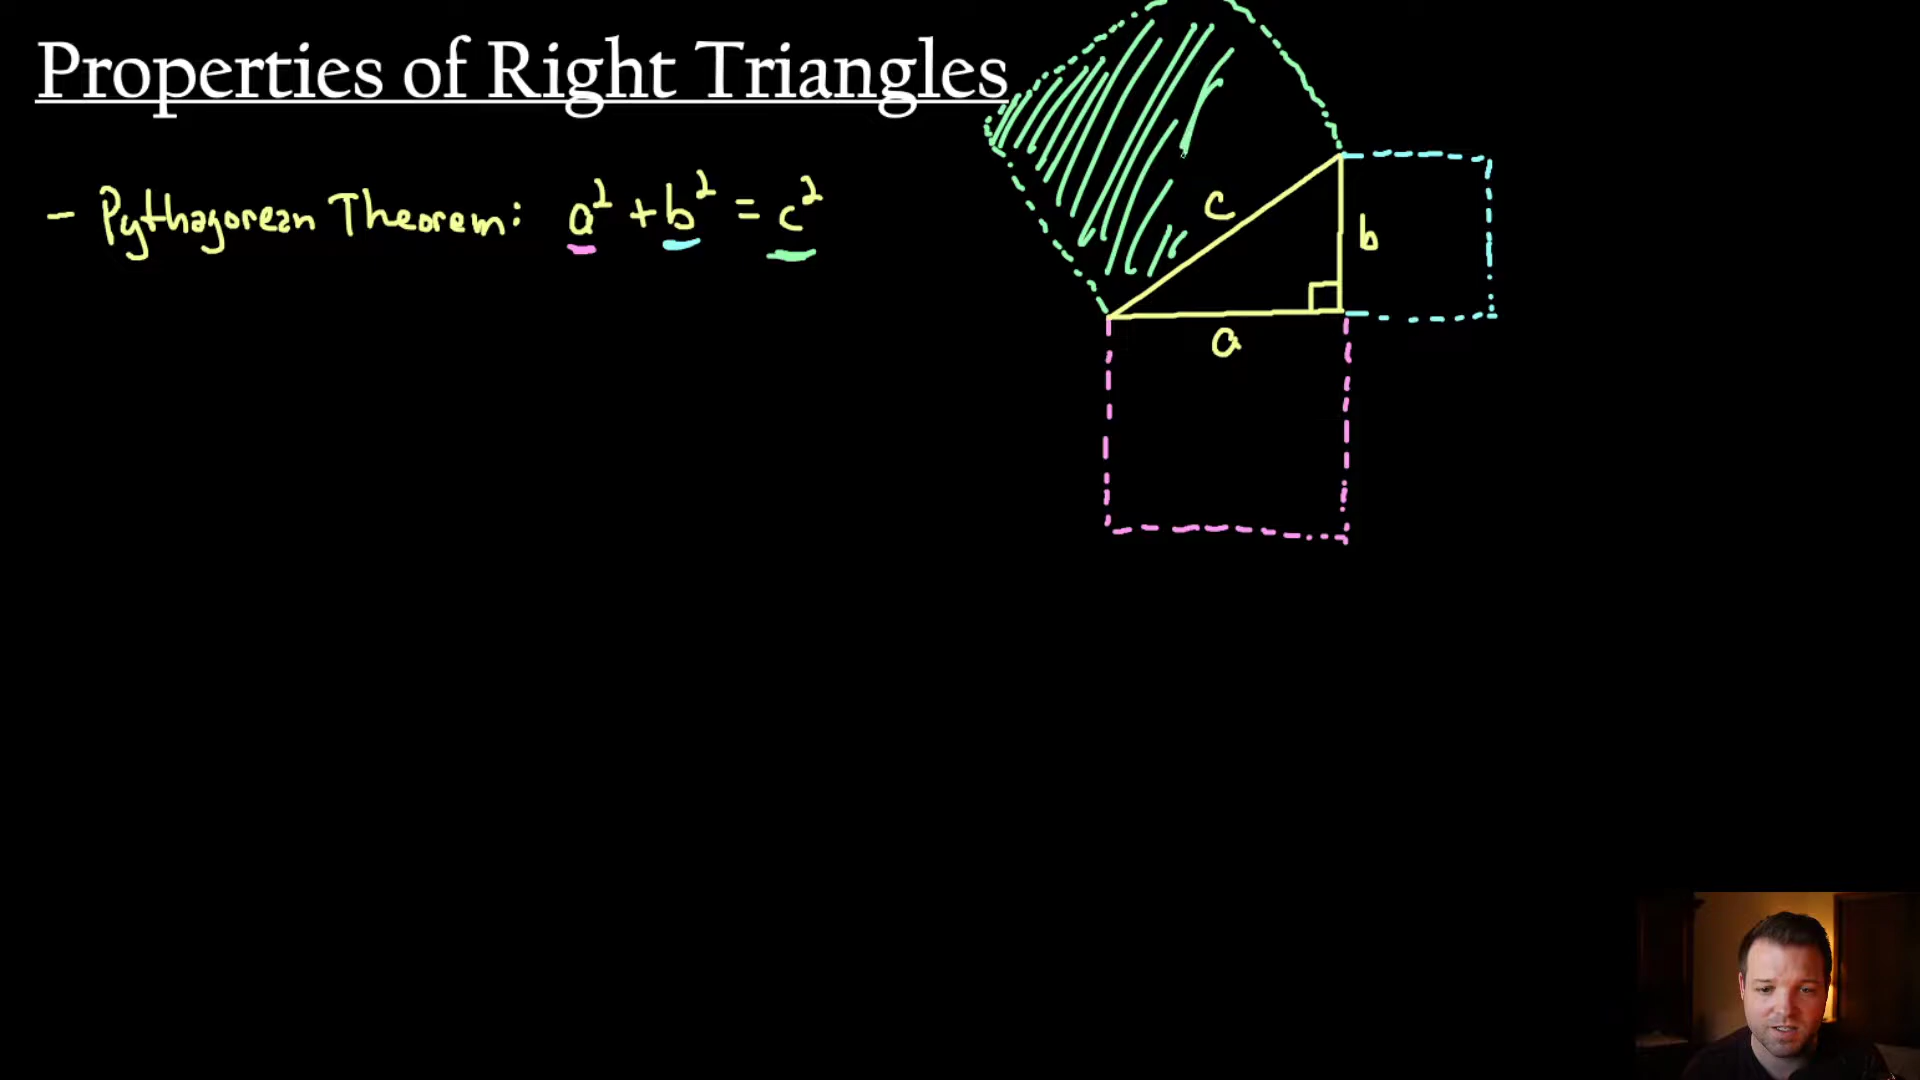 Properties of Right Triangles
- Pythagorean Theorem: a² + b² = c²
c
b
a